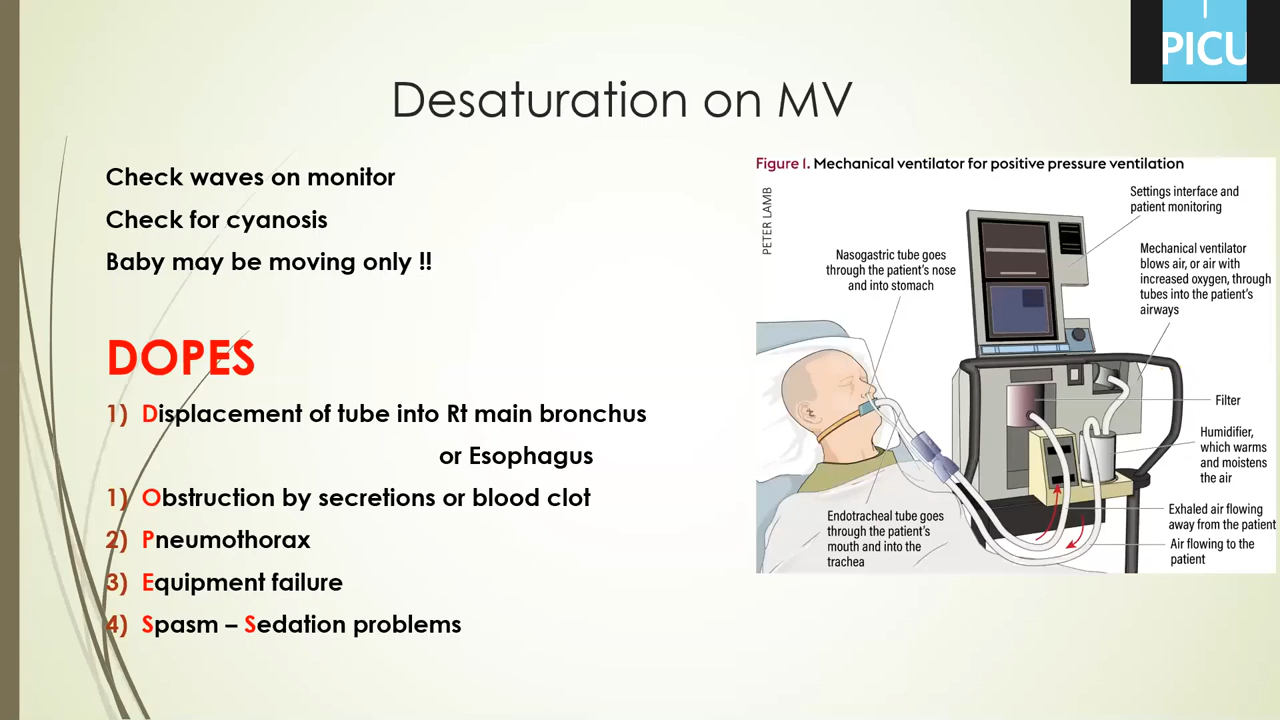 PICU
Desaturation on MV
Check waves on monitor
Check for cyanosis
Baby may be moving only !!
DOPES
1) Displacement of tube into Rt main bronchus
or Esophagus
1) Obstruction by secretions or blood clot
2) Pneumothorax
3) Equipment failure
4) Spasm – Sedation problems
Figure 1. Mechanical ventilator for positive pressure ventilation
PETER LAMB
Settings interface and
patient monitoring
Nasogastric tube goes
through the patient's nose
and into stomach
Mechanical ventilator
blows air, or air with
increased oxygen, through
tubes into the patient's
airways
Filter
Humidifier,
which warms
and moistens
the air
Endotracheal tube goes
through the patient's
mouth and into the
trachea
Exhaled air flowing
away from the patient
Air flowing to the
patient